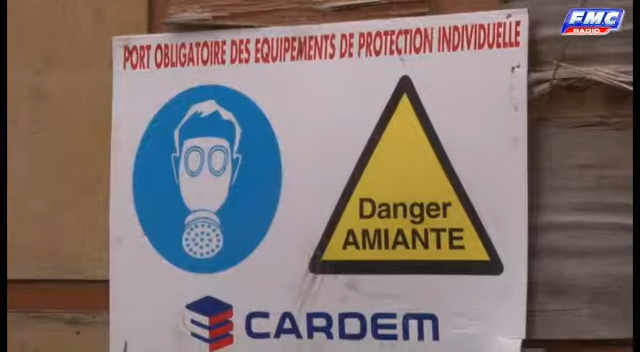 FMC
RADIO
PORT OBLIGATOIRE DES EQUIPEMENTS DE PROTECTION INDIVIDUELLE
Danger
AMIANTE
CARDEM